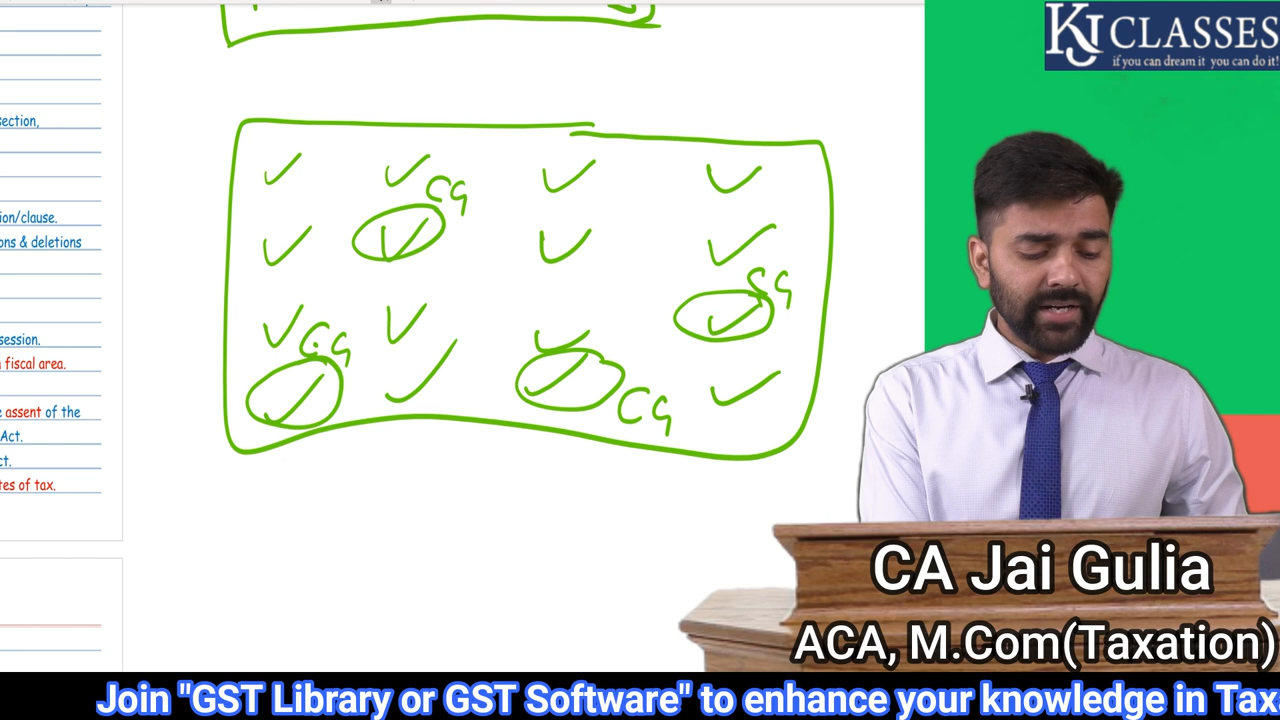 KJ CLASSES
if you can dream it you can do it!
section,
ion/clause.
ons & deletions
session.
fiscal area.
assent of the
Act.
ct.
tes of tax.
CG
SG
CG
CG
CA Jai Gulia
ACA, M.Com(Taxation)
Join "GST Library or GST Software" to enhance your knowledge in Tax